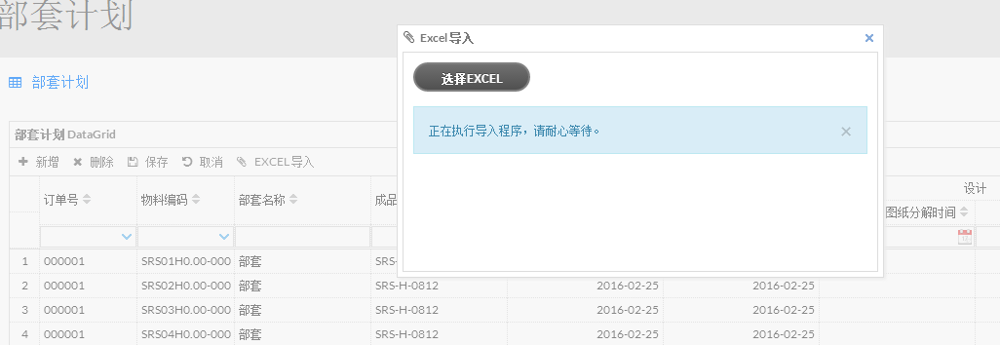 部套计划
Excel导入
选择EXCEL
正在执行导入程序，请耐心等待。
部套计划
部套计划 DataGrid
新增 删除 保存 取消 EXCEL导入
设计
订单号 物料编码 部套名称 成品 图纸分解时间
1 000001 SRS01H0.00-000 部套 SRS-
2 000001 SRS02H0.00-000 部套 SRS-H-0812 2016-02-25 2016-02-25
3 000001 SRS03H0.00-000 部套 SRS-H-0812 2016-02-25 2016-02-25
4 000001 SRS04H0.00-000 部套 SRS-H-0812 2016-02-25 2016-02-25